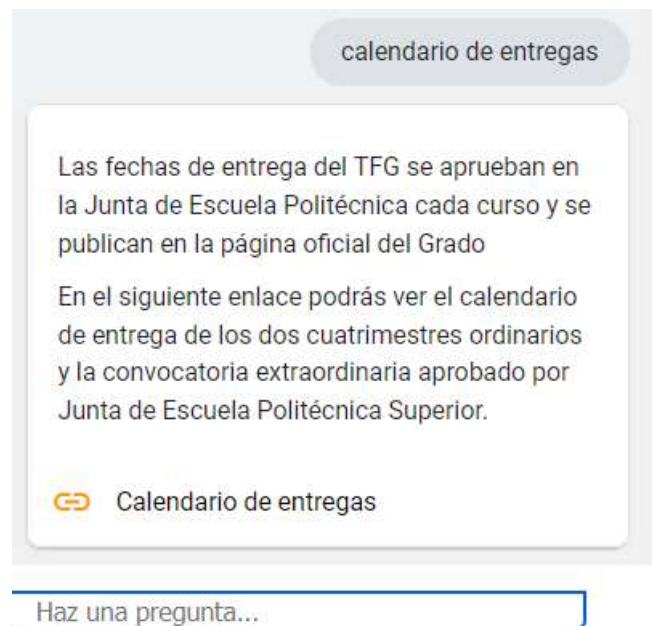 calendario de entregas
Las fechas de entrega del TFG se aprueban en
la Junta de Escuela Politécnica cada curso y se
publican en la página oficial del Grado
En el siguiente enlace podrás ver el calendario
de entrega de los dos cuatrimestres ordinarios
y la convocatoria extraordinaria aprobado por
Junta de Escuela Politécnica Superior.
Calendario de entregas
Haz una pregunta...